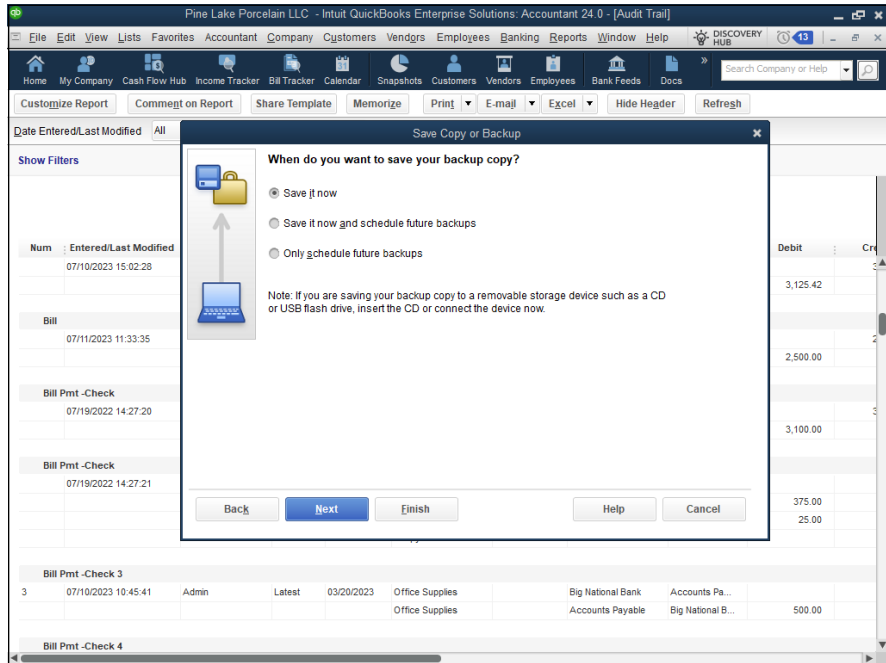 qb
Pine Lake Porcelain LLC - Intuit QuickBooks Enterprise Solutions: Accountant 24.0 - [Audit Trail]
File Edit View Lists Favorites Accountant Company Customers Vendors Employees Banking Reports Window Help DISCOVERY HUB 13
Home My Company Cash Flow Hub Income Tracker Bill Tracker Calendar Snapshots Customers Vendors Employees Bank Feeds Docs » Search Company or Help
Customize Report Comment on Report Share Template Memorize Print E-mail Excel Hide Header Refresh
Date Entered/Last Modified All
Save Copy or Backup
Show Filters
When do you want to save your backup copy?
Save it now
Save it now and schedule future backups
Only schedule future backups
Note: If you are saving your backup copy to a removable storage device such as a CD
or USB flash drive, insert the CD or connect the device now.
Back Next Finish Help Cancel
Num Entered/Last Modified Debit
07/10/2023 15:02:28
3,125.42
Bill
07/11/2023 11:33:35
2,500.00
Bill Pmt -Check
07/19/2022 14:27:20
3,100.00
Bill Pmt -Check
07/19/2022 14:27:21
375.00
25.00
Bill Pmt -Check 3
3 07/10/2023 10:45:41 Admin Latest 03/20/2023 Office Supplies Big National Bank Accounts Pa...
Office Supplies Accounts Payable Big National B... 500.00
Bill Pmt -Check 4